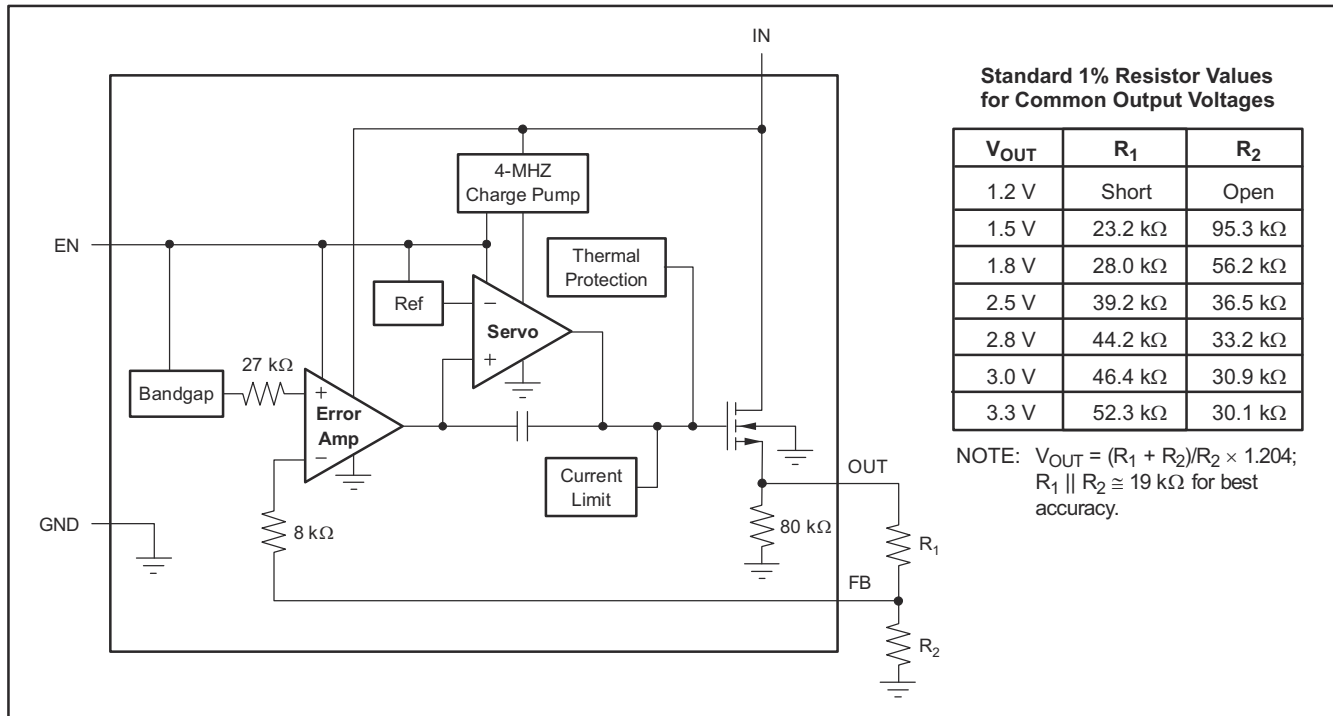 IN
4-MHZ
Charge Pump
EN
Thermal
Protection
Ref
−
Servo
+
27 kΩ
Bandgap
+
Error
Amp
−
Current
Limit
OUT
GND
8 kΩ
80 kΩ
R1
FB
R2
Standard 1% Resistor Values
for Common Output Voltages
VOUT R1 R2
1.2 V Short Open
1.5 V 23.2 kΩ 95.3 kΩ
1.8 V 28.0 kΩ 56.2 kΩ
2.5 V 39.2 kΩ 36.5 kΩ
2.8 V 44.2 kΩ 33.2 kΩ
3.0 V 46.4 kΩ 30.9 kΩ
3.3 V 52.3 kΩ 30.1 kΩ
NOTE: VOUT = (R1 + R2)/R2 × 1.204;
R1 || R2 ≅ 19 kΩ for best
accuracy.